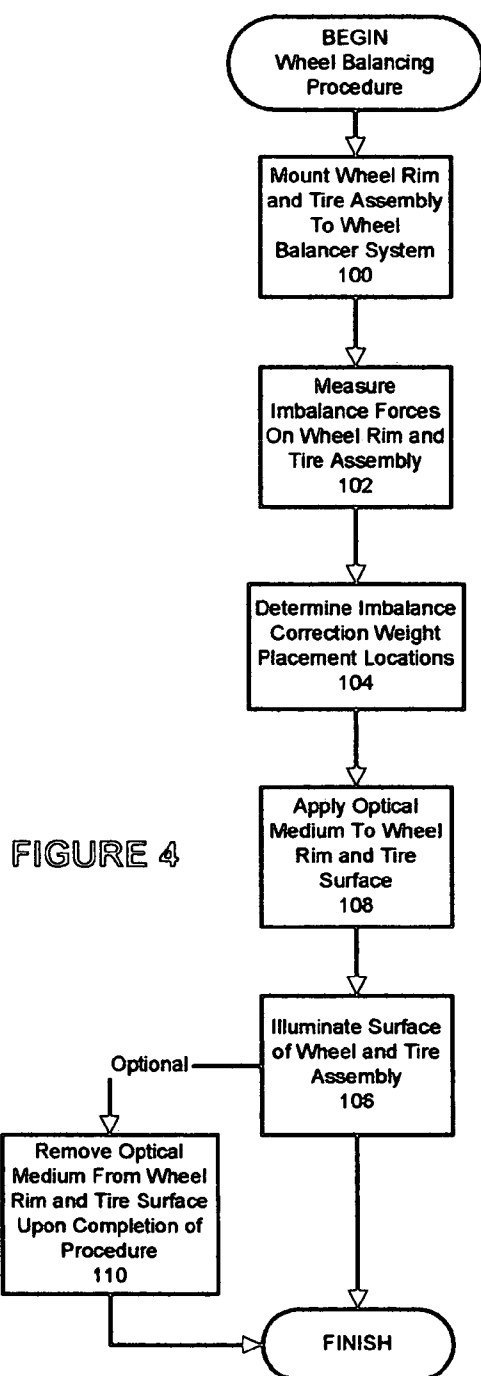 BEGIN
Wheel Balancing
Procedure
Mount Wheel Rim
and Tire Assembly
To Wheel
Balancer System
100
Measure
Imbalance Forces
On Wheel Rim and
Tire Assembly
102
Determine Imbalance
Correction Weight
Placement Locations
104
Apply Optical
Medium To Wheel
Rim and Tire
Surface
108
FIGURE 4
Illuminate Surface
of Wheel and Tire
Assembly
106
Optional
Remove Optical
Medium From Wheel
Rim and Tire Surface
Upon Completion of
Procedure
110
FINISH